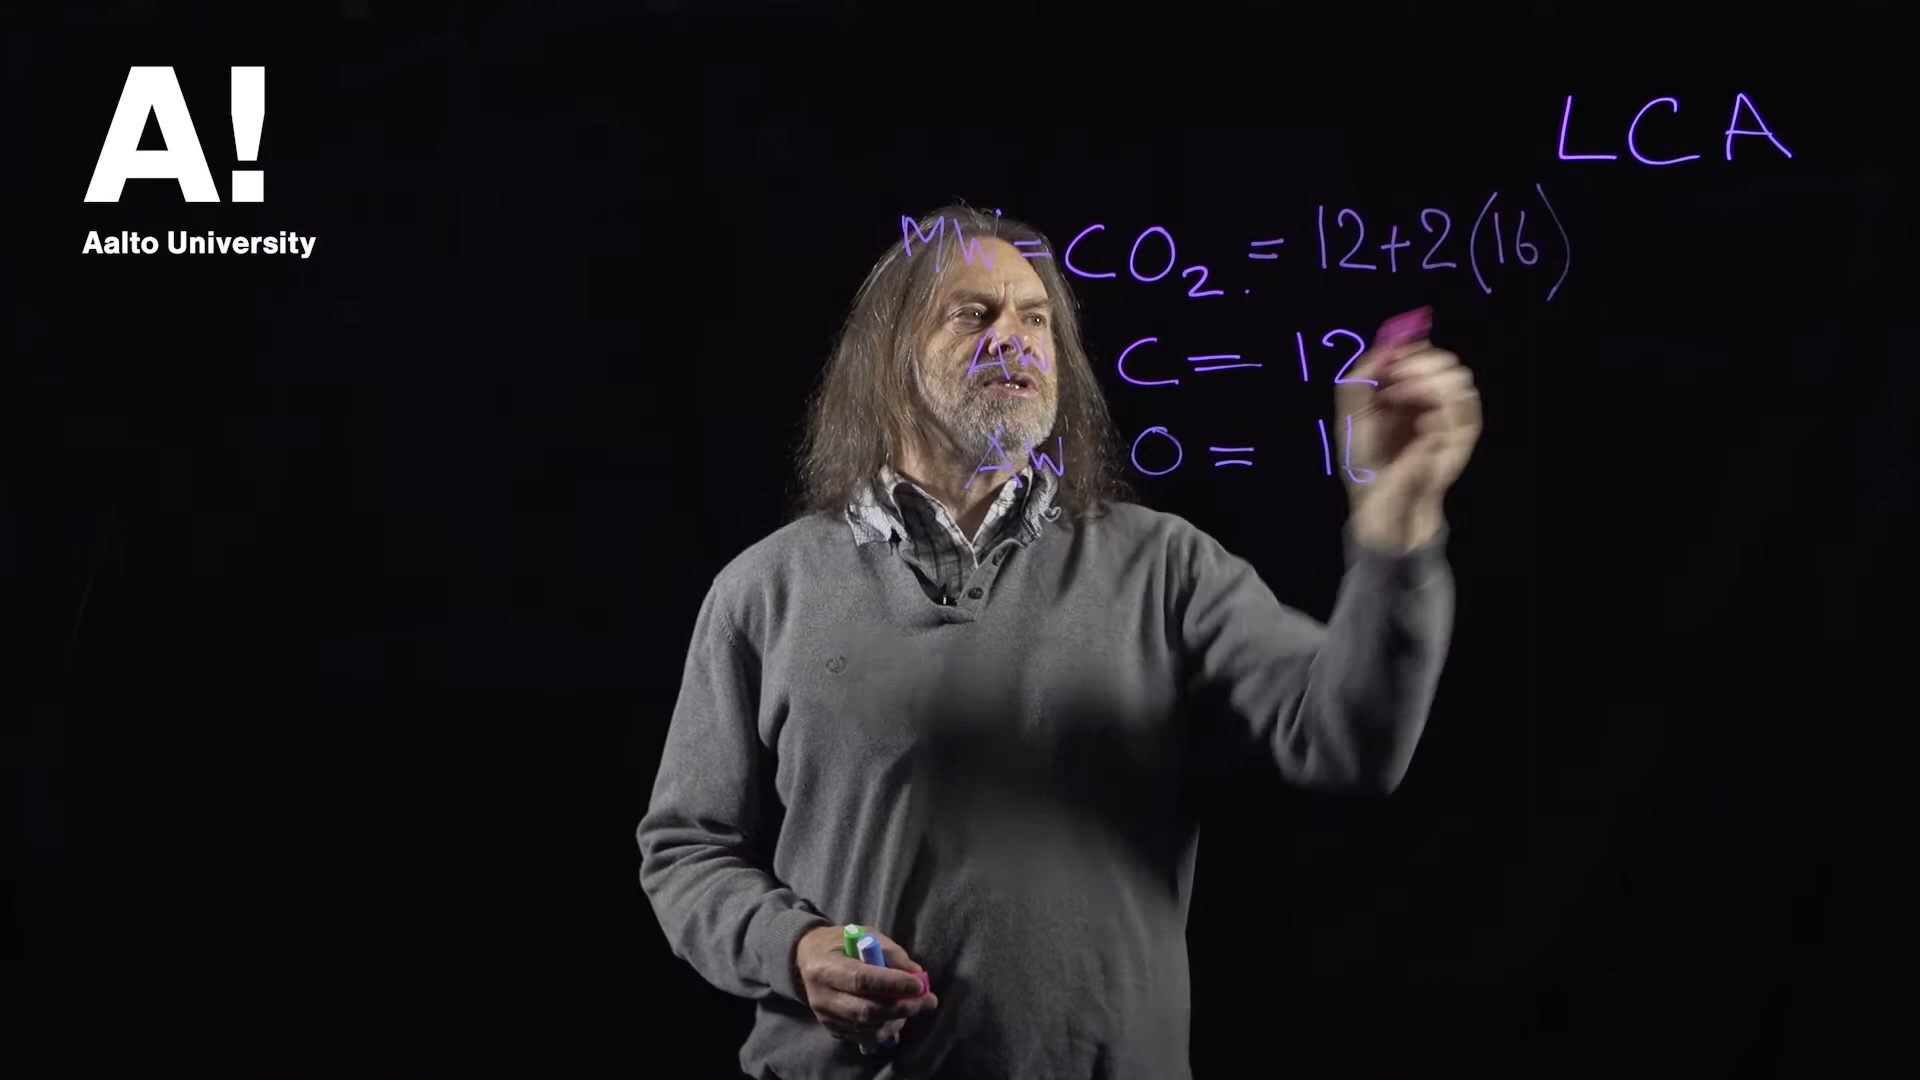 A!
Aalto University
LCA
MW = CO₂ = 12+2(16)
AW C = 12
AW O = 16